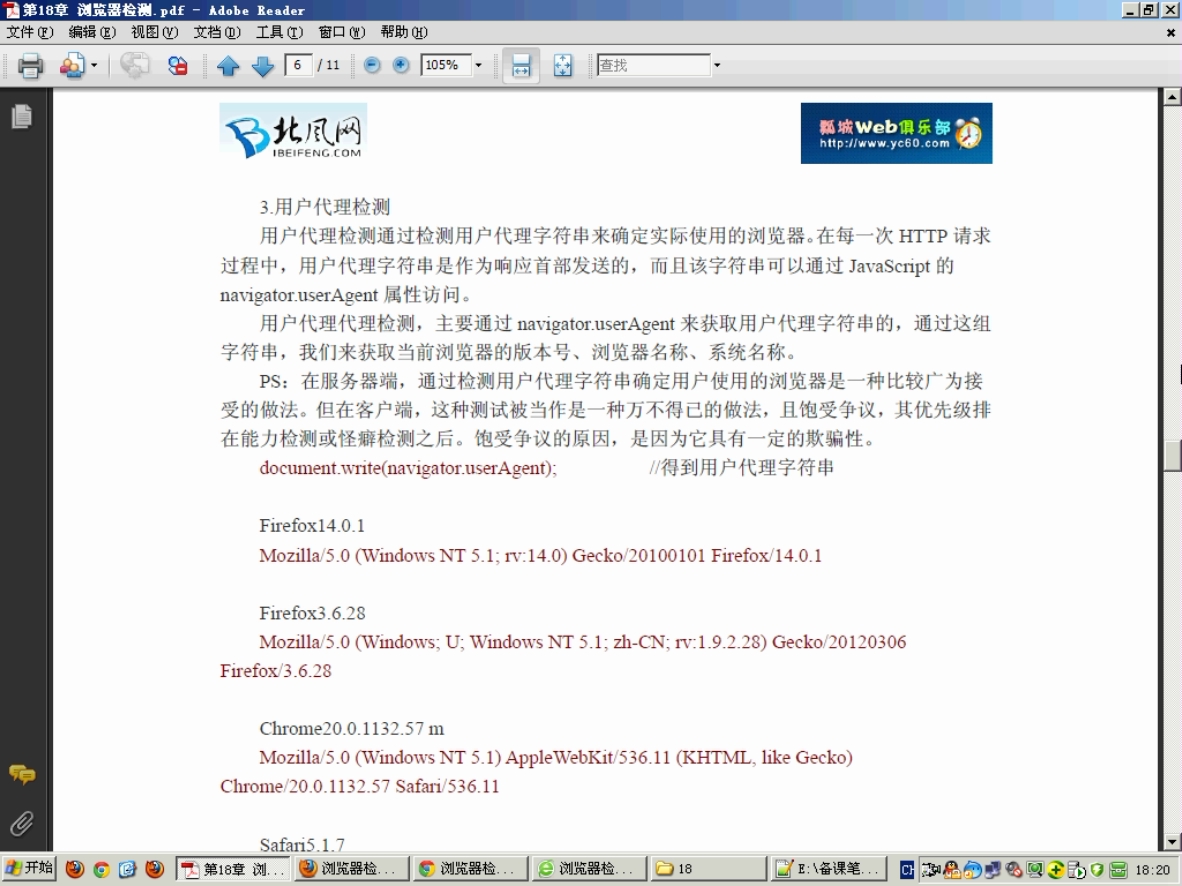 第18章 浏览器检测.pdf - Adobe Reader
文件(F) 编辑(E) 视图(V) 文档(D) 工具(T) 窗口(W) 帮助(H)
6 / 11 105% 查找
北风网
IBEIFENG.COM
瓢城Web俱乐部
http://www.yc60.com
3.用户代理检测
用户代理检测通过检测用户代理字符串来确定实际使用的浏览器。在每一次 HTTP 请求
过程中，用户代理字符串是作为响应首部发送的，而且该字符串可以通过 JavaScript 的
navigator.userAgent 属性访问。
用户代理代理检测，主要通过 navigator.userAgent 来获取用户代理字符串的，通过这组
字符串，我们来获取当前浏览器的版本号、浏览器名称、系统名称。
PS：在服务器端，通过检测用户代理字符串确定用户使用的浏览器是一种比较广为接
受的做法。但在客户端，这种测试被当作是一种万不得已的做法，且饱受争议，其优先级排
在能力检测或怪癖检测之后。饱受争议的原因，是因为它具有一定的欺骗性。
document.write(navigator.userAgent); //得到用户代理字符串
Firefox14.0.1
Mozilla/5.0 (Windows NT 5.1; rv:14.0) Gecko/20100101 Firefox/14.0.1
Firefox3.6.28
Mozilla/5.0 (Windows; U; Windows NT 5.1; zh-CN; rv:1.9.2.28) Gecko/20120306
Firefox/3.6.28
Chrome20.0.1132.57 m
Mozilla/5.0 (Windows NT 5.1) AppleWebKit/536.11 (KHTML, like Gecko)
Chrome/20.0.1132.57 Safari/536.11
Safari5.1.7
开始 第18章 浏... 浏览器检... 浏览器检... 浏览器检... 18 E:\备课笔... CH 18:20